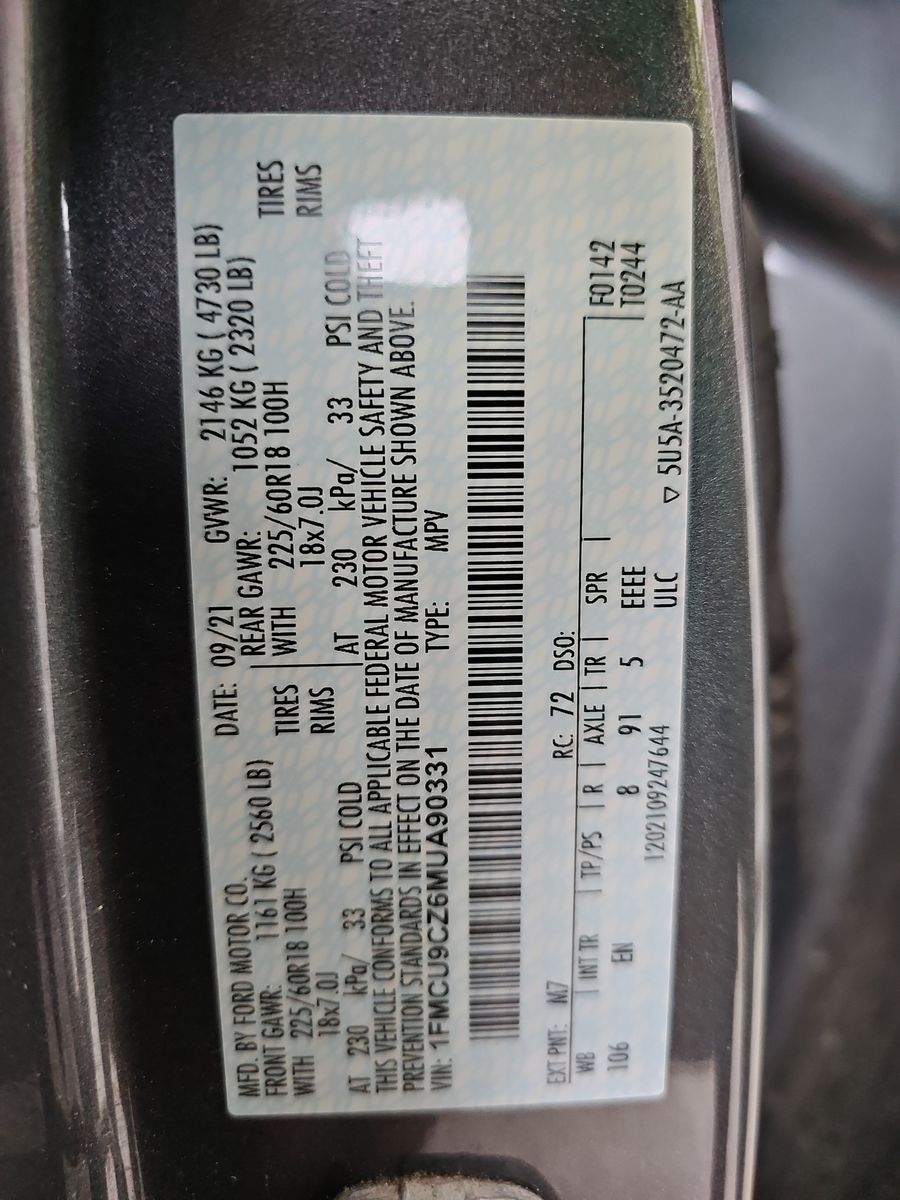 MFD. BY FORD MOTOR CO. DATE: 09/21 GVWR: 2146 KG ( 4730 LB)
FRONT GAWR: 1161 KG ( 2560 LB) REAR GAWR: 1052 KG ( 2320 LB)
WITH 225/60R18 100H TIRES WITH 225/60R18 100H TIRES
18x7.0J RIMS 18x7.0J RIMS
AT 230 kPa/ 33 PSI COLD AT 230 kPa/ 33 PSI COLD
THIS VEHICLE CONFORMS TO ALL APPLICABLE FEDERAL MOTOR VEHICLE SAFETY AND THEFT
PREVENTION STANDARDS IN EFFECT ON THE DATE OF MANUFACTURE SHOWN ABOVE.
VIN: 1FMCU9CZ6MUA90331 TYPE: MPV
EXT PNT: M7 RC: 72 DSO:
WB | INT TR | TP/PS | R | AXLE | TR | SPR | F0142
106 EN 8 91 5 EEEE T0244
1202109247644 ULC ▽ 5U5A-3520472-AA